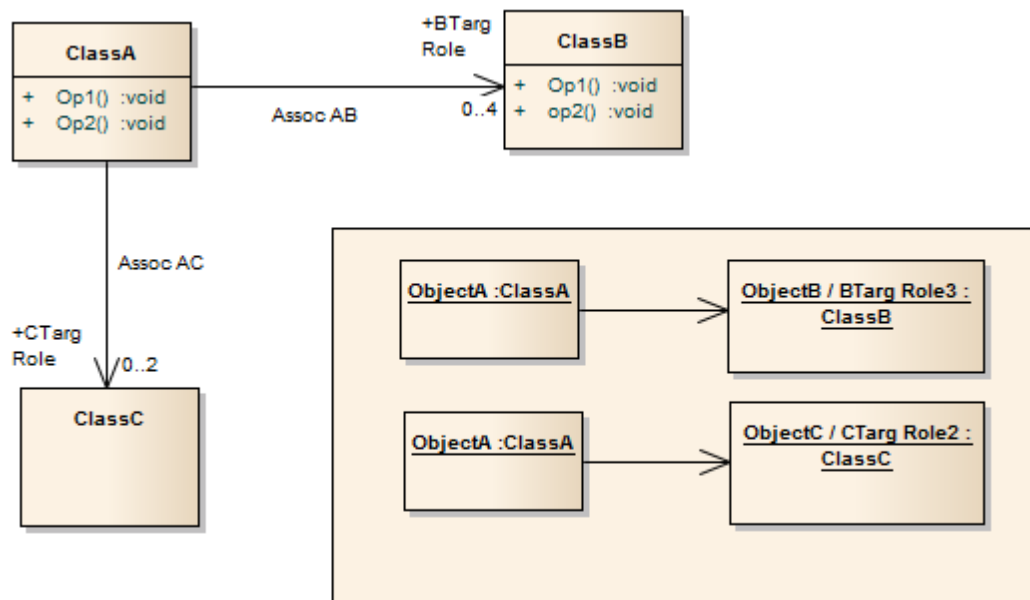 ClassA
+ Op1() :void
+ Op2() :void
+BTarg
Role
Assoc AB
0..4
ClassB
+ Op1() :void
+ op2() :void
Assoc AC
+CTarg
Role
0..2
ClassC
ObjectA :ClassA
ObjectB / BTarg Role3 :
ClassB
ObjectA :ClassA
ObjectC / CTarg Role2 :
ClassC